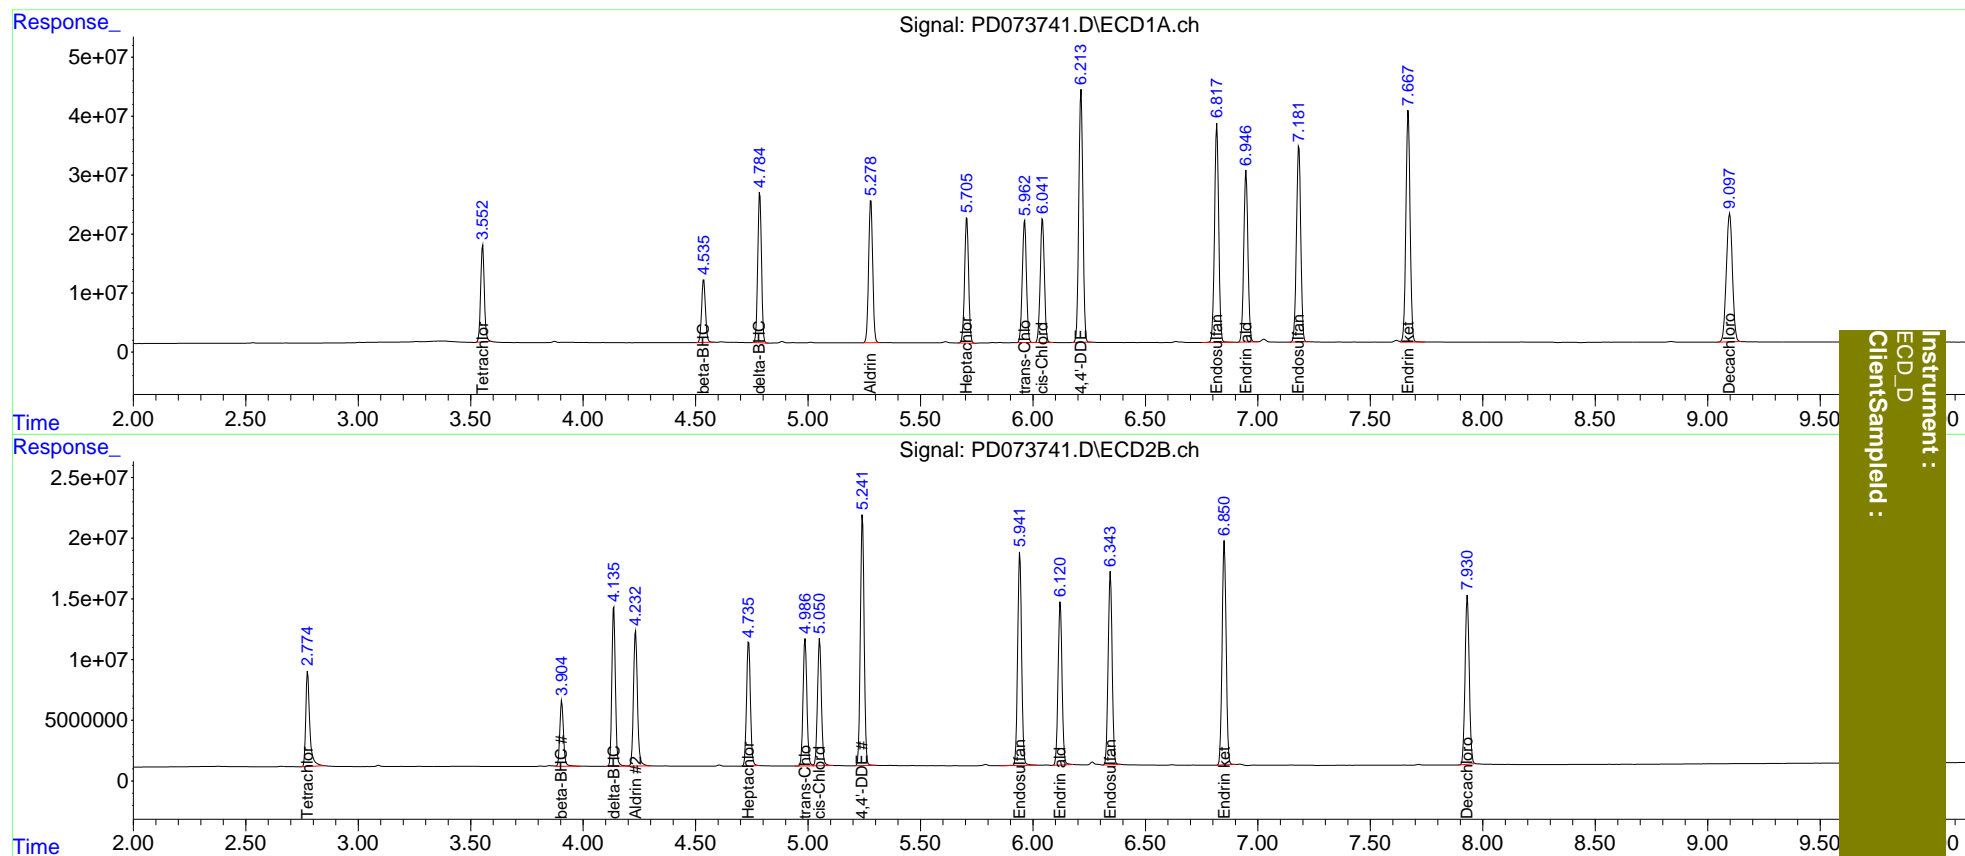 Response_
Signal: PD073741.D\ECD1A.ch
5e+07
4e+07
3e+07
2e+07
1e+07
0
3.552
4.535
4.784
5.278
5.705
5.962
6.041
6.213
6.817
6.946
7.181
7.667
9.097
Tetrachlor
beta-BHC
delta-BHC
Aldrin
Heptachlor
trans-Chlo
cis-Chlord
4,4'-DDE
Endosulfan
Endrin ald
Endosulfan
Endrin ket
Decachloro
2.00 2.50 3.00 3.50 4.00 4.50 5.00 5.50 6.00 6.50 7.00 7.50 8.00 8.50 9.00 9.50 0
Time
Response_
Signal: PD073741.D\ECD2B.ch
2.5e+07
2e+07
1.5e+07
1e+07
5000000
0
2.774
3.904
4.135
4.232
4.735
4.986
5.050
5.241
5.941
6.120
6.343
6.850
7.930
Tetrachlor
beta-BHC #
delta-BHC
Aldrin #2
Heptachlor
trans-Chlo
cis-Chlord
4,4'-DDE #
Endosulfan
Endrin ald
Endosulfan
Endrin ket
Decachloro
2.00 2.50 3.00 3.50 4.00 4.50 5.00 5.50 6.00 6.50 7.00 7.50 8.00 8.50 9.00 9.50 0
Time
Instrument :
ECD_D
ClientSampleId :